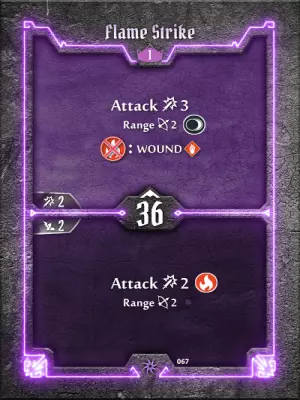 Flame Strike
1
Attack 3
Range 2
: WOUND
2
36
2
Attack 2
Range 2
067